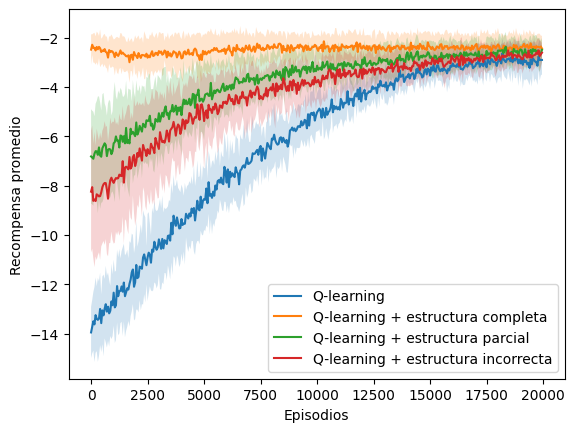 Recompensa promedio
−2
−4
−6
−8
−10
−12
−14
0
2500
5000
7500
10000
12500
15000
17500
20000
Episodios
Q-learning
Q-learning + estructura completa
Q-learning + estructura parcial
Q-learning + estructura incorrecta